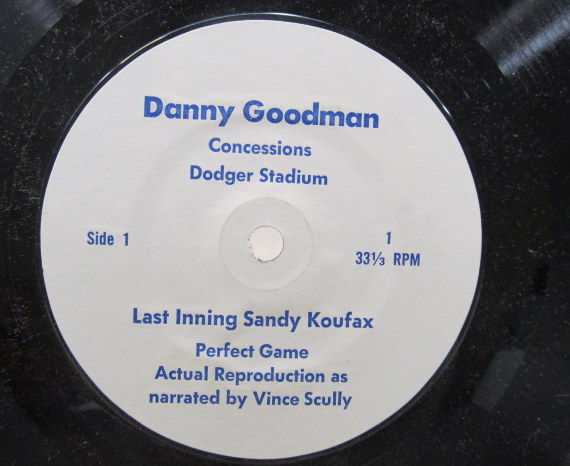 Danny Goodman
Concessions
Dodger Stadium
Side 1
1
33⅓ RPM
Last Inning Sandy Koufax
Perfect Game
Actual Reproduction as
narrated by Vince Scully